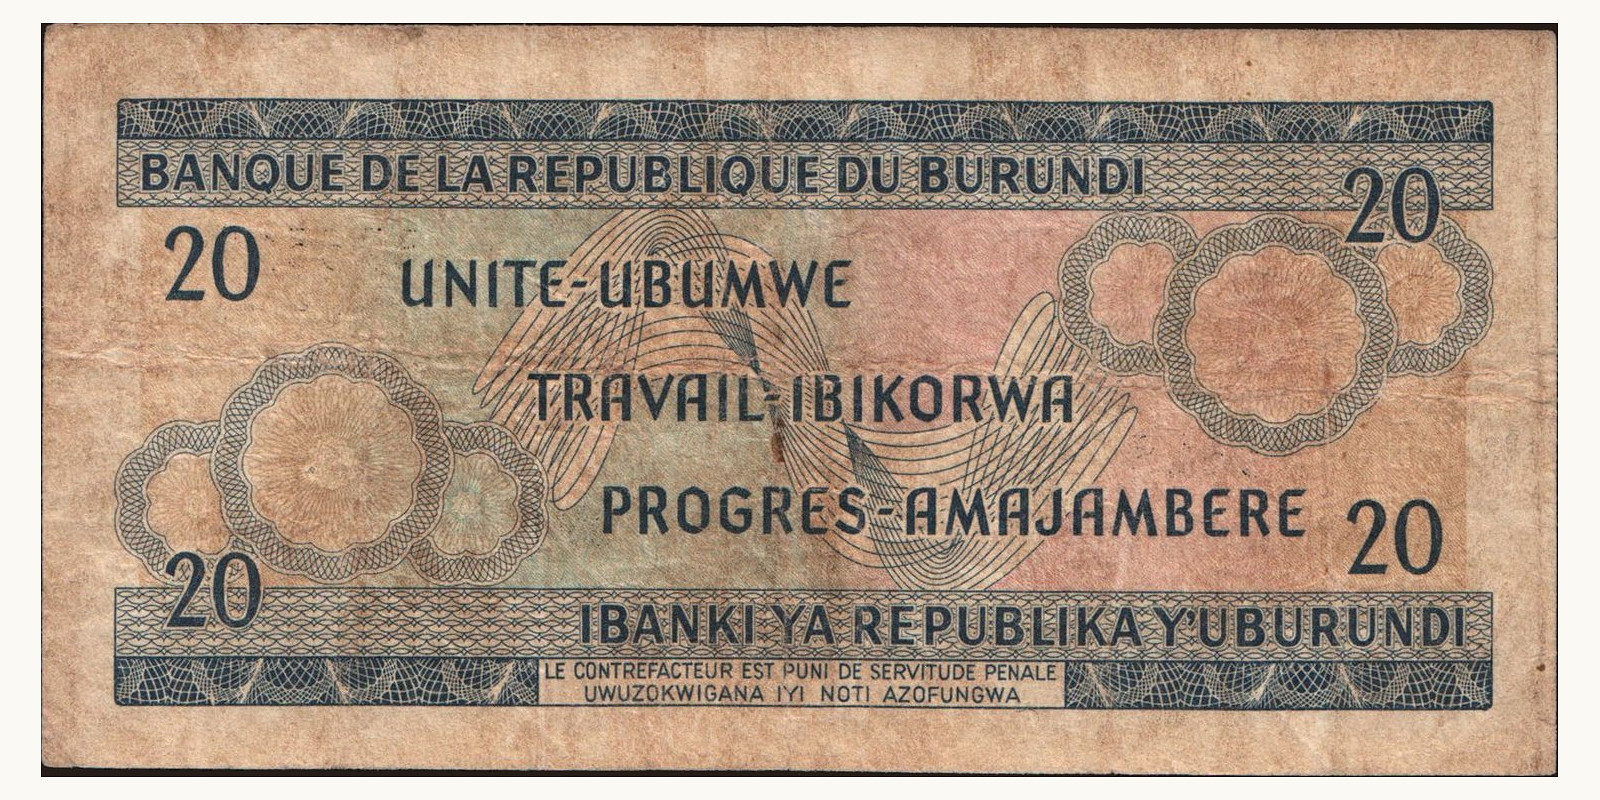 BANQUE DE LA REPUBLIQUE DU BURUNDI
20
20
UNITE-UBUMWE
TRAVAIL-IBIKORWA
PROGRES-AMAJAMBERE
20
20
IBANKI YA REPUBLIKA Y'UBURUNDI
LE CONTREFACTEUR EST PUNI DE SERVITUDE PENALE
UWUZOKWIGANA IYI NOTI AZOFUNGWA